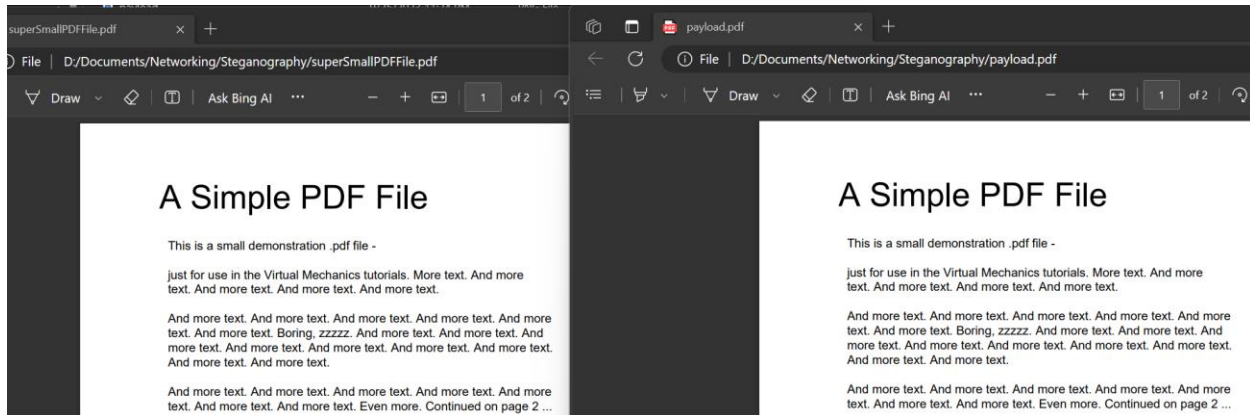 superSmallPDFFile.pdf
File | D:/Documents/Networking/Steganography/superSmallPDFFile.pdf
Draw | Ask Bing AI ... 1 of 2
A Simple PDF File
This is a small demonstration .pdf file -
just for use in the Virtual Mechanics tutorials. More text. And more
text. And more text. And more text. And more text.
And more text. And more text. And more text. And more text. And more
text. And more text. Boring, zzzzz. And more text. And more text. And
more text. And more text. And more text. And more text. And more text.
And more text. And more text.
And more text. And more text. And more text. And more text. And more
text. And more text. And more text. Even more. Continued on page 2 ...
payload.pdf
File | D:/Documents/Networking/Steganography/payload.pdf
Draw | Ask Bing AI ... 1 of 2
A Simple PDF File
This is a small demonstration .pdf file -
just for use in the Virtual Mechanics tutorials. More text. And more
text. And more text. And more text. And more text.
And more text. And more text. And more text. And more text. And more
text. And more text. Boring, zzzzz. And more text. And more text. And
more text. And more text. And more text. And more text. And more text.
And more text. And more text.
And more text. And more text. And more text. And more text. And more
text. And more text. And more text. Even more. Continued on page 2 ...